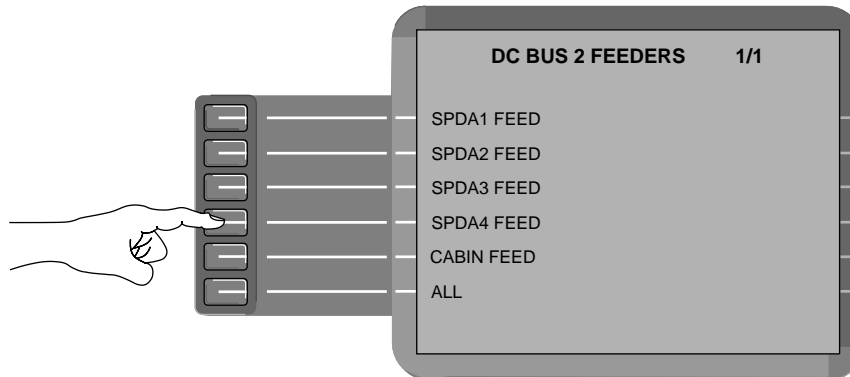 DC BUS 2 FEEDERS 1/1
SPDA1 FEED
SPDA2 FEED
SPDA3 FEED
SPDA4 FEED
CABIN FEED
ALL